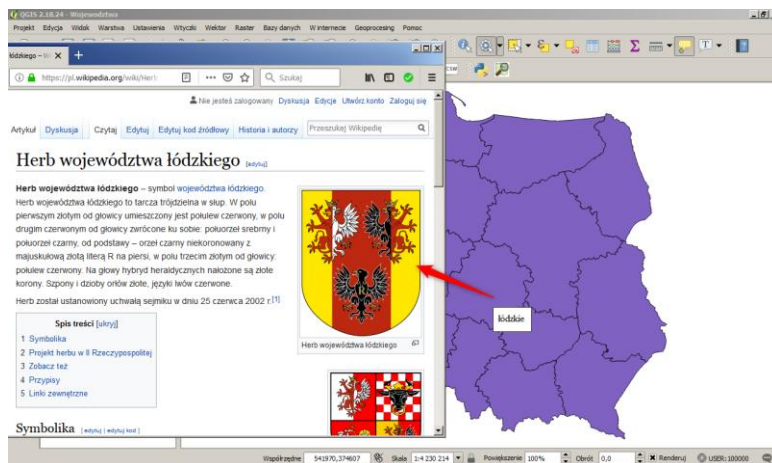 QGIS 2.18.24 - Wojewodztwa
Projekt Edycja Widok Warstwa Ustawienia Wtyczki Wektor Raster Bazy danych W internecie Geoprocesing Pomoc
łódzkiego –
https://pl.wikipedia.org/wiki/Her
Szukaj
Nie jesteś zalogowany Dyskusja Edycje Utwórz konto Zaloguj się
Artykuł Dyskusja Czytaj Edytuj Edytuj kod źródłowy Historia i autorzy Przeszukaj Wikipedię
Herb województwa łódzkiego [edytuj]
Herb województwa łódzkiego – symbol województwa łódzkiego.
Herb województwa łódzkiego to tarcza trójdzielna w słup. W polu
pierwszym złotym od głowicy umieszczony jest połulew czerwony, w polu
drugim czerwonym od głowicy zwrócone ku sobie: połuorzeł srebrny i
połuorzeł czarny, od podstawy – orzeł czarny niekoronowany z
majuskułową złotą literą R na piersi, w polu trzecim złotym od głowicy:
połulew czerwony. Na głowy hybryd heraldycznych nałożone są złote
korony. Szpony i dzioby orłów złote, języki lwów czerwone.
Herb został ustanowiony uchwałą sejmiku w dniu 25 czerwca 2002 r.[1]
Herb województwa łódzkiego
Spis treści [ukryj]
1 Symbolika
2 Projekt herbu w II Rzeczypospolitej
3 Zobacz też
4 Przypisy
5 Linki zewnętrzne
Symbolika [edytuj | edytuj kod]
łódzkie
Współrzędne 541970,374607 Skala 1:4 230 214 Powiększenie 100% Obrót 0,0 Renderuj USER:100000